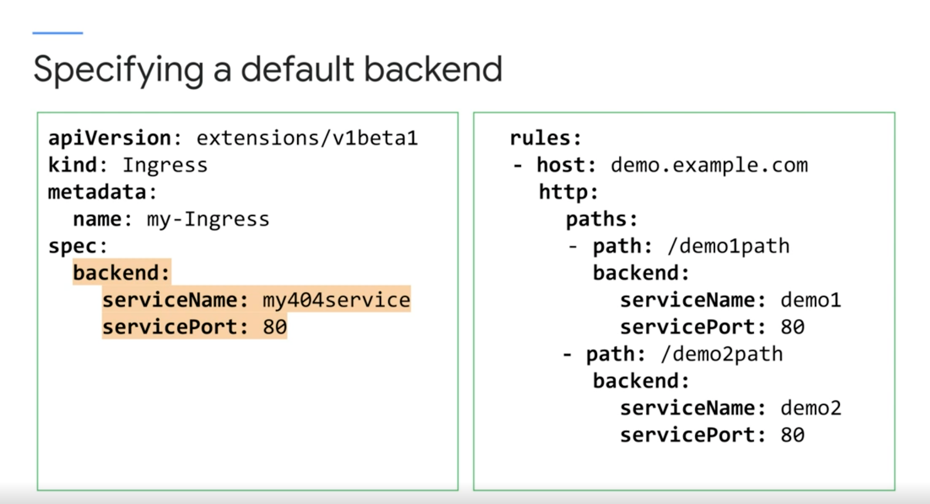 Specifying a default backend
apiVersion: extensions/v1beta1
kind: Ingress
metadata:
  name: my-Ingress
spec:
  backend:
    serviceName: my404service
    servicePort: 80
rules:
- host: demo.example.com
  http:
    paths:
    - path: /demo1path
      backend:
        serviceName: demo1
        servicePort: 80
    - path: /demo2path
      backend:
        serviceName: demo2
        servicePort: 80